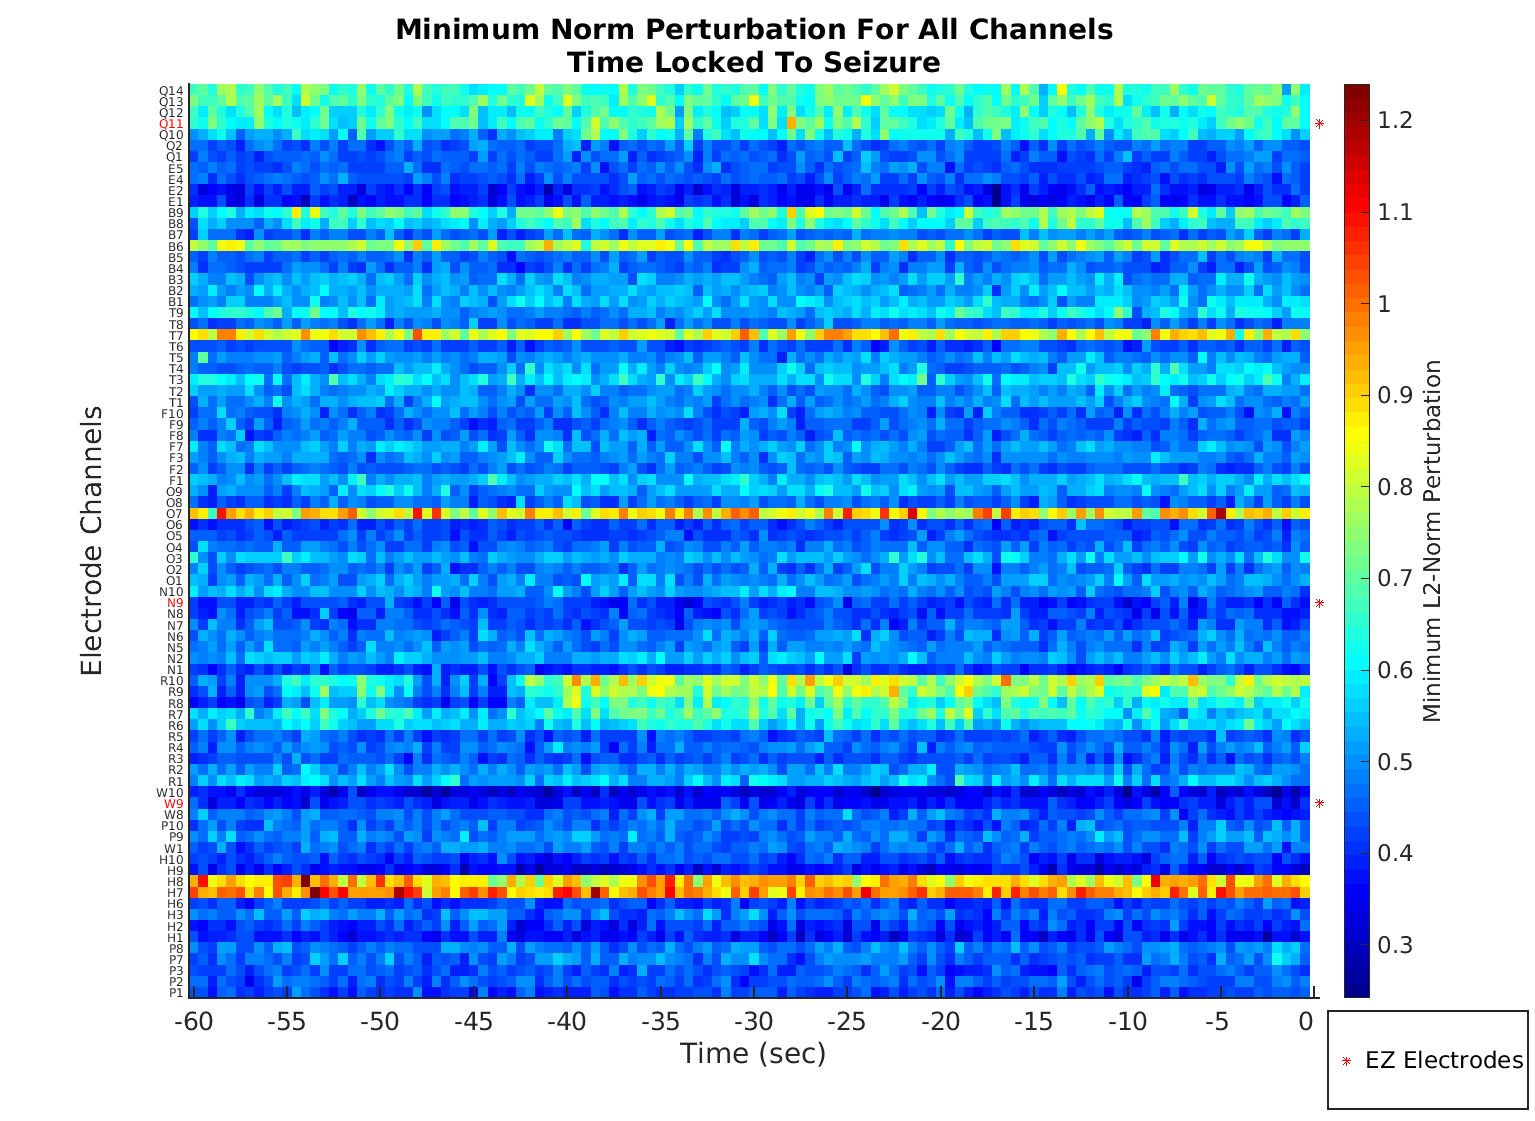 Minimum Norm Perturbation For All Channels
Time Locked To Seizure
Electrode Channels
Q14
Q13
Q12
Q11
Q10
Q2
Q1
E5
E4
E2
E1
B9
B8
B7
B6
B5
B4
B3
B2
B1
T9
T8
T7
T6
T5
T4
T3
T2
T1
F10
F9
F8
F7
F3
F2
F1
O9
O8
O7
O6
O5
O4
O3
O2
O1
N10
N9
N8
N7
N6
N5
N2
N1
R10
R9
R8
R7
R6
R5
R4
R3
R2
R1
W10
W9
W8
P10
P9
W1
H10
H9
H8
H7
H6
H3
H2
H1
P8
P7
P3
P2
P1
-60 -55 -50 -45 -40 -35 -30 -25 -20 -15 -10 -5 0
Time (sec)
1.2
1.1
1
0.9
0.8
0.7
0.6
0.5
0.4
0.3
Minimum L2-Norm Perturbation
EZ Electrodes